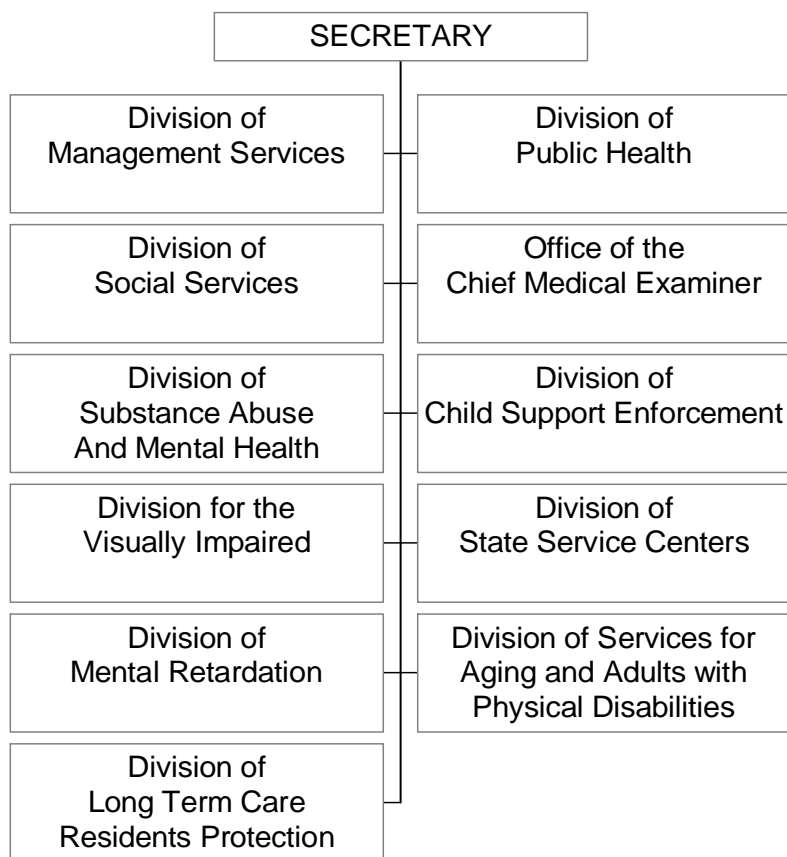 SECRETARY
Division of
Management Services
Division of
Public Health
Division of
Social Services
Office of the
Chief Medical Examiner
Division of
Substance Abuse
And Mental Health
Division of
Child Support Enforcement
Division for the
Visually Impaired
Division of
State Service Centers
Division of
Mental Retardation
Division of Services for
Aging and Adults with
Physical Disabilities
Division of
Long Term Care
Residents Protection